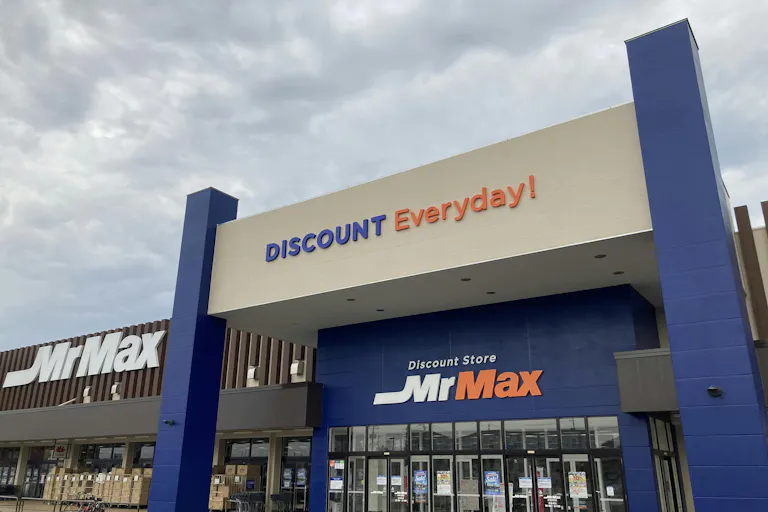 DISCOUNT Everyday!
MrMax
Discount Store
MrMax